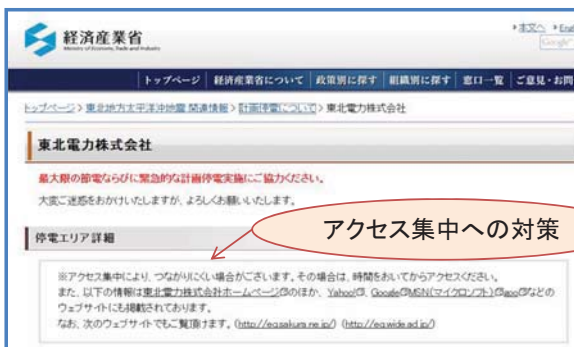 本文へ
経済産業省
Ministry of Economy, Trade and Industry
トップページ 経済産業省について 政策別に探す 組織別に探す 窓口一覧 ご意見・お問
トップページ > 東北地方太平洋沖地震 関連情報 > 計画停電について > 東北電力株式会社
東北電力株式会社
最大限の節電ならびに緊急的な計画停電実施にご協力ください。
大変ご迷惑をおかけいたしますが、よろしくお願いいたします。
アクセス集中への対策
停電エリア詳細
※アクセス集中により、つながりにくい場合がございます。その場合は、時間をおいてからアクセスください。
また、以下の情報は東北電力株式会社ホームページのほか、Yahoo!、Google、MSN(マイクロソフト)、gooなどの
ウェブサイトにも掲載されております。
なお、次のウェブサイトでもご覧頂けます。(http://eq.sakura.ne.jp/) (http://eq.wide.ad.jp/)